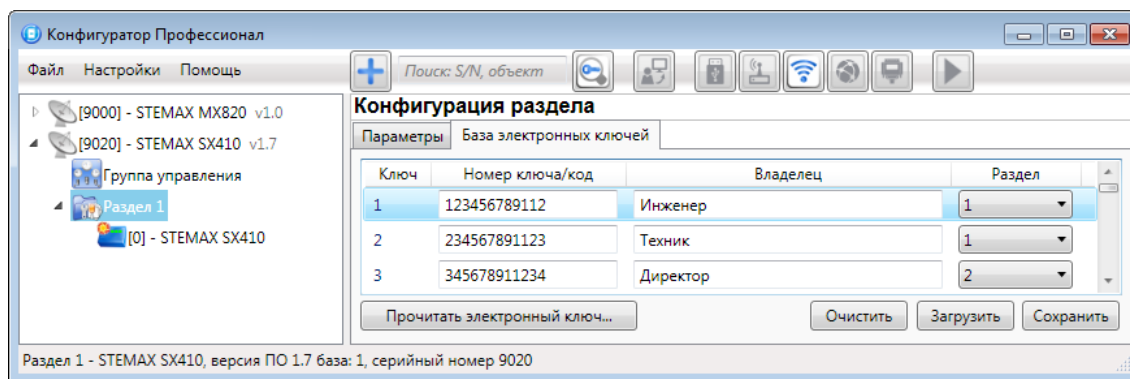 Конфигуратор Профессионал
Файл Настройки Помощь
Поиск: S/N, объект
[9000] - STEMAX MX820 v1.0
[9020] - STEMAX SX410 v1.7
Группа управления
Раздел 1
[0] - STEMAX SX410
Конфигурация раздела
Параметры База электронных ключей
Ключ Номер ключа/код Владелец Раздел
1 123456789112 Инженер 1
2 234567891123 Техник 1
3 345678911234 Директор 2
Прочитать электронный ключ... Очистить Загрузить Сохранить
Раздел 1 - STEMAX SX410, версия ПО 1.7 база: 1, серийный номер 9020